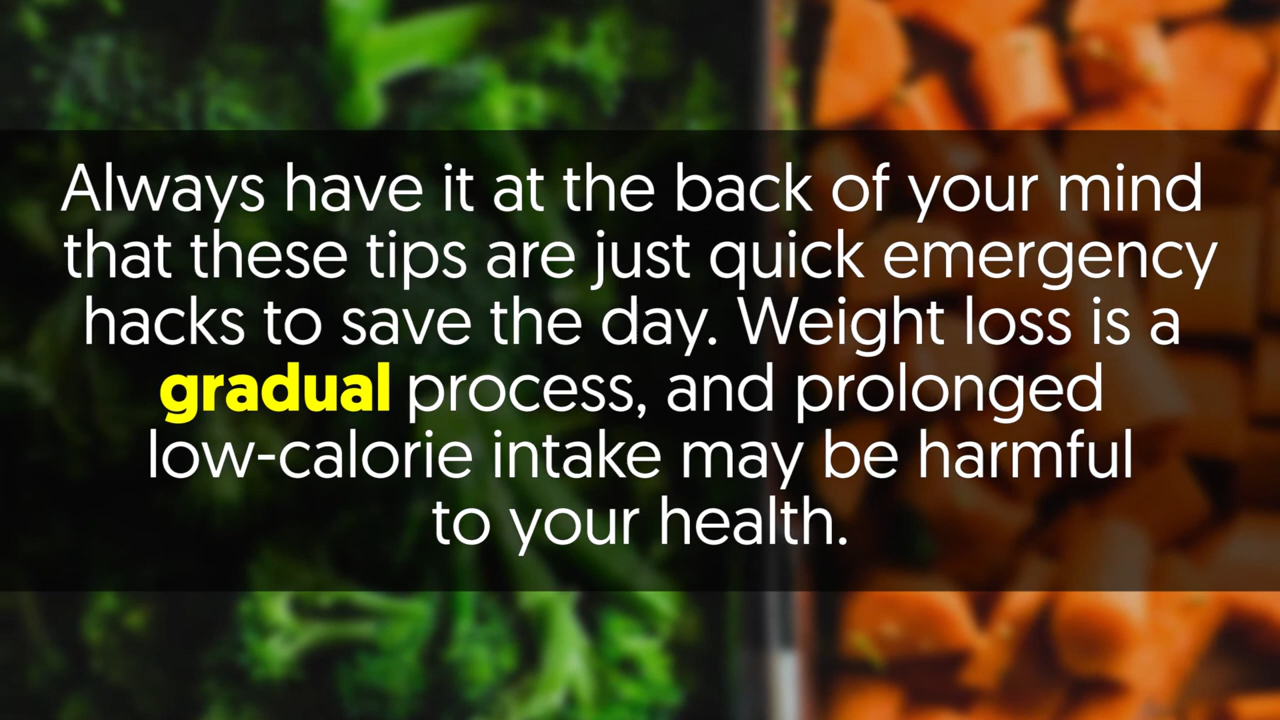 Always have it at the back of your mind
that these tips are just quick emergency
hacks to save the day. Weight loss is a
gradual process, and prolonged
low-calorie intake may be harmful
to your health.